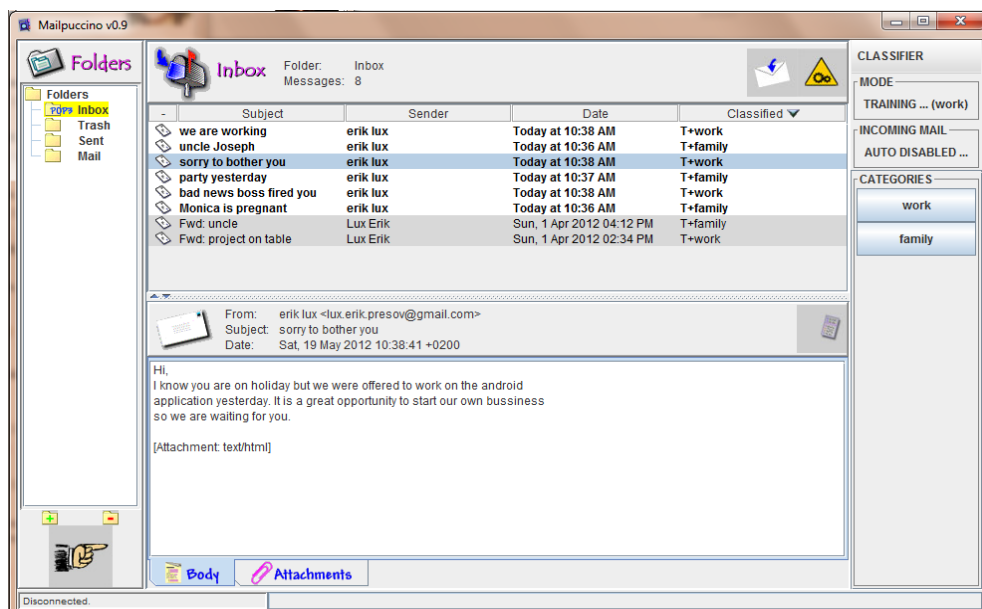 Mailpuccino v0.9
Folders
Folders
POP3 Inbox
Trash
Sent
Mail
Inbox
Folder: Inbox
Messages: 8
- Subject Sender Date Classified
we are working erik lux Today at 10:38 AM T+work
uncle Joseph erik lux Today at 10:36 AM T+family
sorry to bother you erik lux Today at 10:38 AM T+work
party yesterday erik lux Today at 10:37 AM T+family
bad news boss fired you erik lux Today at 10:38 AM T+work
Monica is pregnant erik lux Today at 10:36 AM T+family
Fwd: uncle Lux Erik Sun, 1 Apr 2012 04:12 PM T+family
Fwd: project on table Lux Erik Sun, 1 Apr 2012 02:34 PM T+work
From: erik lux <lux.erik.presov@gmail.com>
Subject: sorry to bother you
Date: Sat, 19 May 2012 10:38:41 +0200
Hi,
I know you are on holiday but we were offered to work on the android
application yesterday. It is a great opportunity to start our own bussiness
so we are waiting for you.
[Attachment: text/html]
Body
Attachments
CLASSIFIER
MODE
TRAINING ... (work)
INCOMING MAIL
AUTO DISABLED ...
CATEGORIES
work
family
Disconnected.